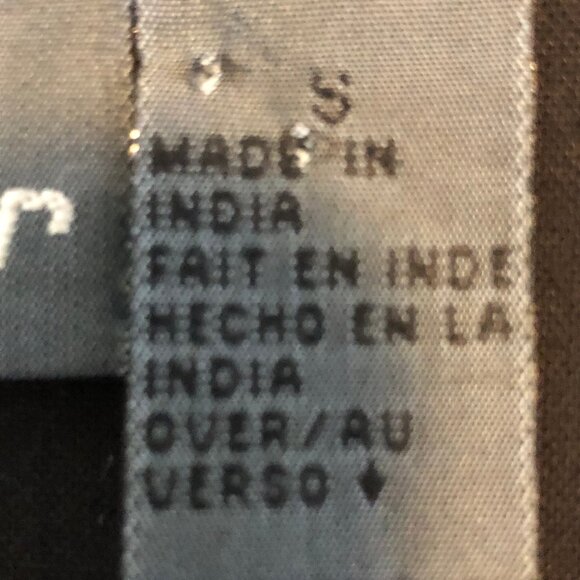 r
S
MADE IN
INDIA
FAIT EN INDE
HECHO EN LA
INDIA
OVER/AU
VERSO ♦